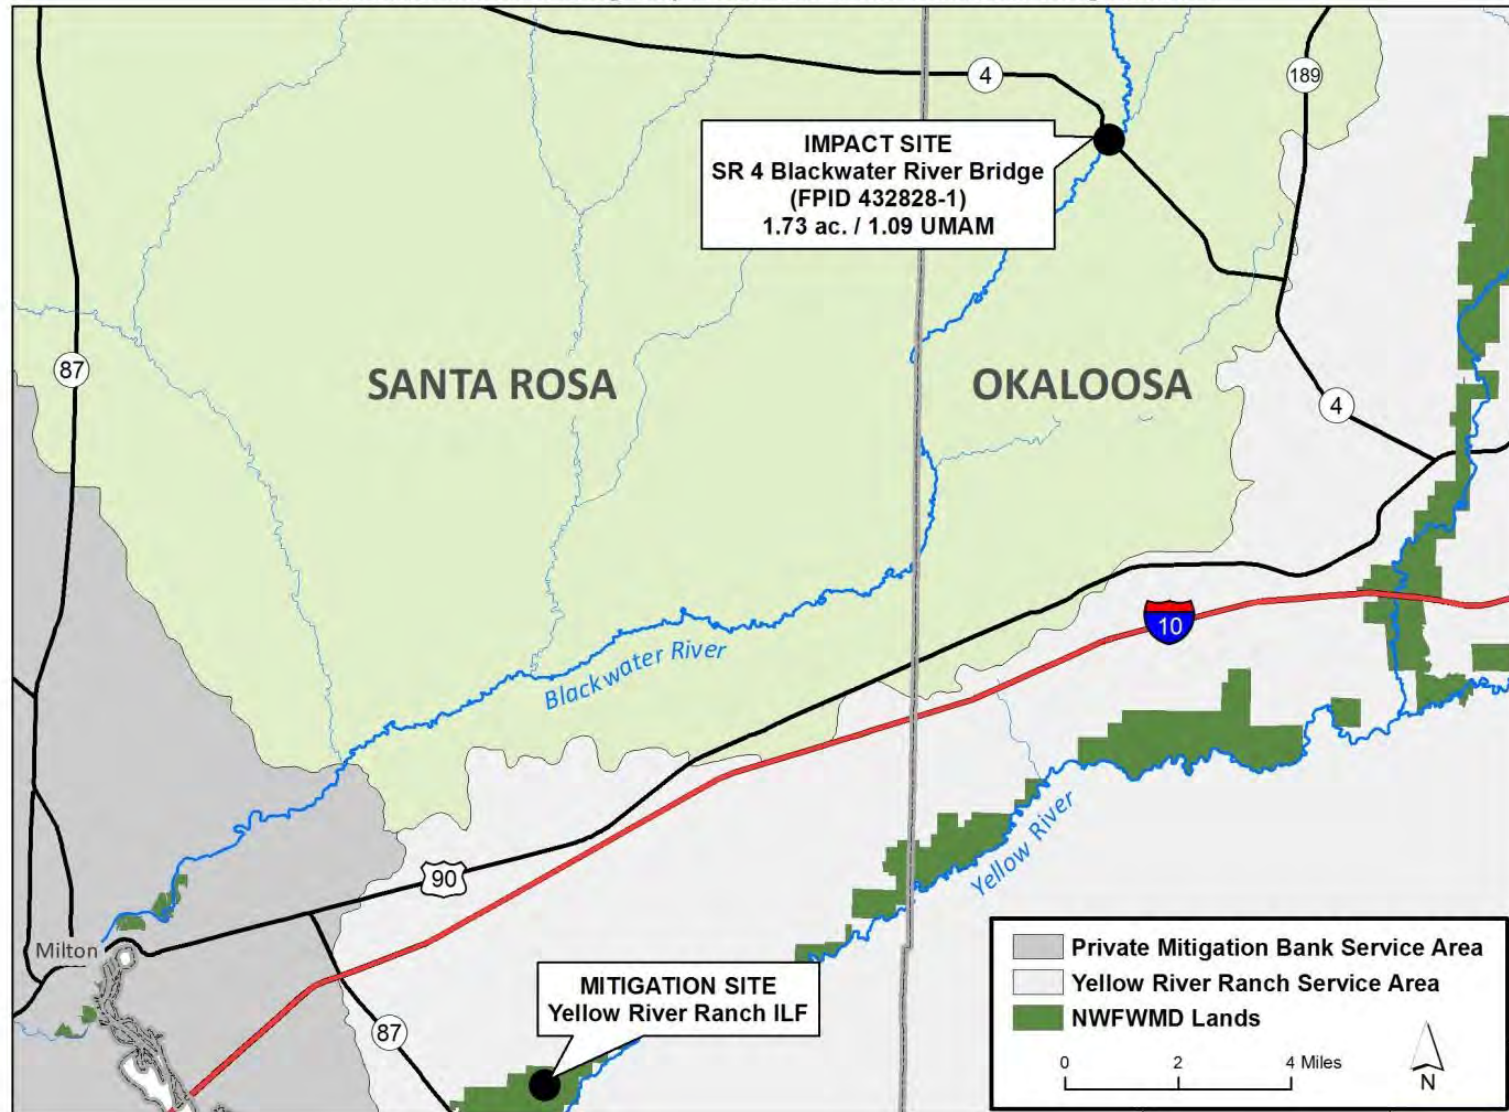 4
189
IMPACT SITE
SR 4 Blackwater River Bridge
(FPID 432828-1)
1.73 ac. / 1.09 UMAM
87
SANTA ROSA
OKALOOSA
4
10
Blackwater River
Yellow River
90
Milton
MITIGATION SITE
Yellow River Ranch ILF
87
Private Mitigation Bank Service Area
Yellow River Ranch Service Area
NWFWMD Lands
0 2 4 Miles
N